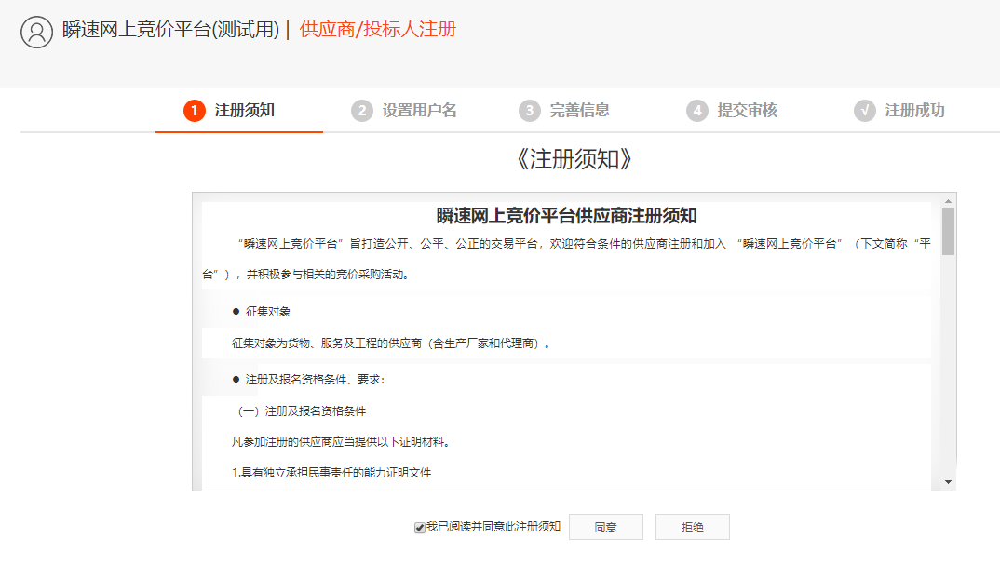 瞬速网上竞价平台(测试用) | 供应商/投标人注册
1 注册须知 2 设置用户名 3 完善信息 4 提交审核 √ 注册成功
《注册须知》
瞬速网上竞价平台供应商注册须知
“瞬速网上竞价平台”旨打造公开、公平、公正的交易平台，欢迎符合条件的供应商注册和加入 “瞬速网上竞价平台”（下文简称“平
台”），并积极参与相关的竞价采购活动。
● 征集对象
征集对象为货物、服务及工程的供应商（含生产厂家和代理商）。
● 注册及报名资格条件、要求：
（一）注册及报名资格条件
凡参加注册的供应商应当提供以下证明材料。
1.具有独立承担民事责任的能力证明文件
我已阅读并同意此注册须知 同意 拒绝